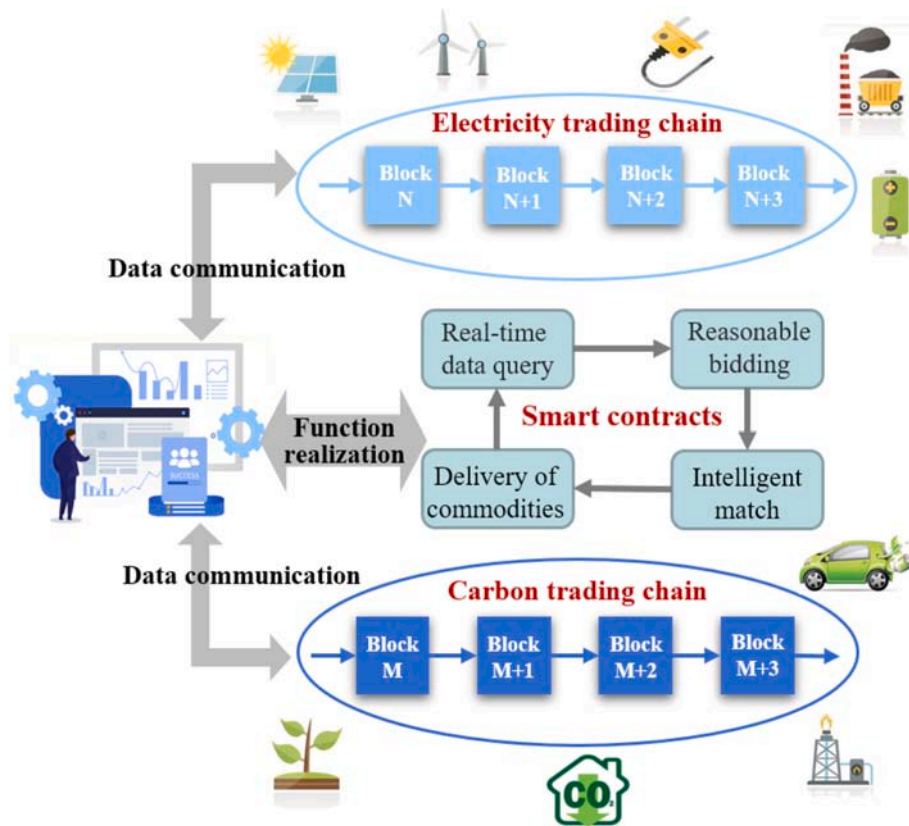 Electricity trading chain
Block
N
Block
N+1
Block
N+2
Block
N+3
Data communication
Real-time
data query
Reasonable
bidding
Smart contracts
Function
realization
Delivery of
commodities
Intelligent
match
SUCCESS
Data communication
Carbon trading chain
Block
M
Block
M+1
Block
M+2
Block
M+3
CO₂